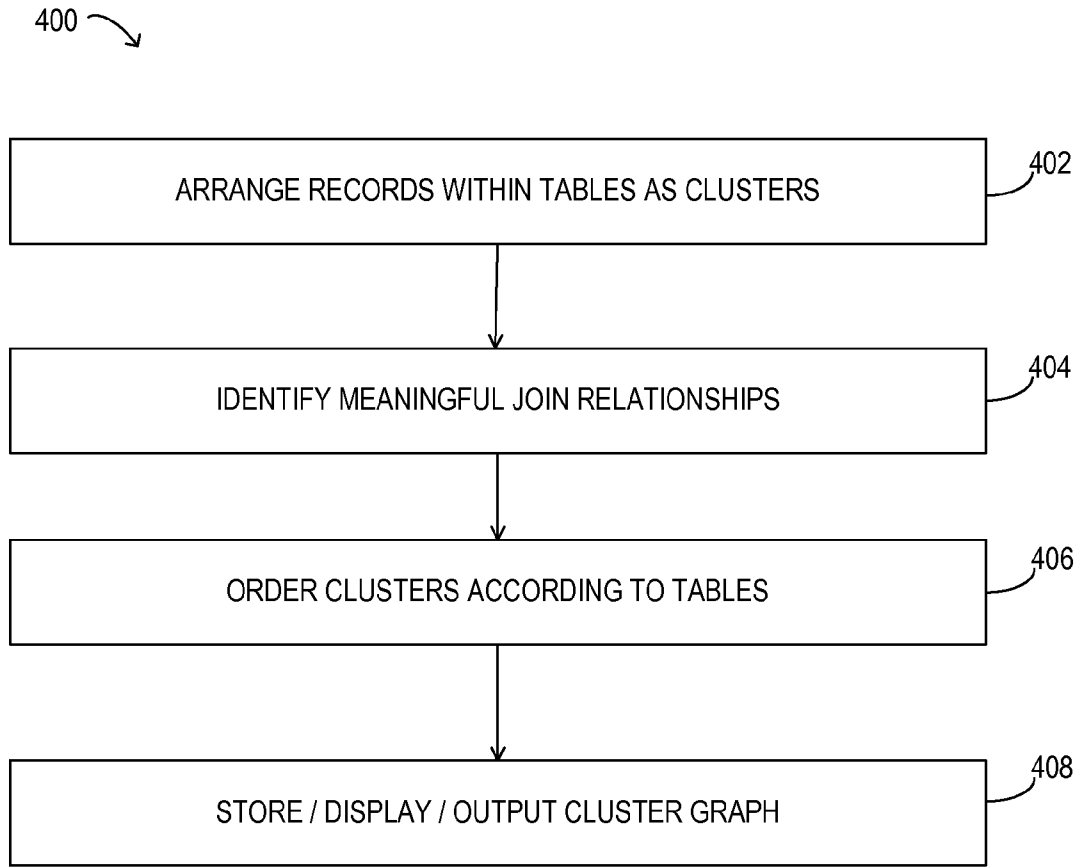 400
ARRANGE RECORDS WITHIN TABLES AS CLUSTERS
402
IDENTIFY MEANINGFUL JOIN RELATIONSHIPS
404
ORDER CLUSTERS ACCORDING TO TABLES
406
STORE / DISPLAY / OUTPUT CLUSTER GRAPH
408